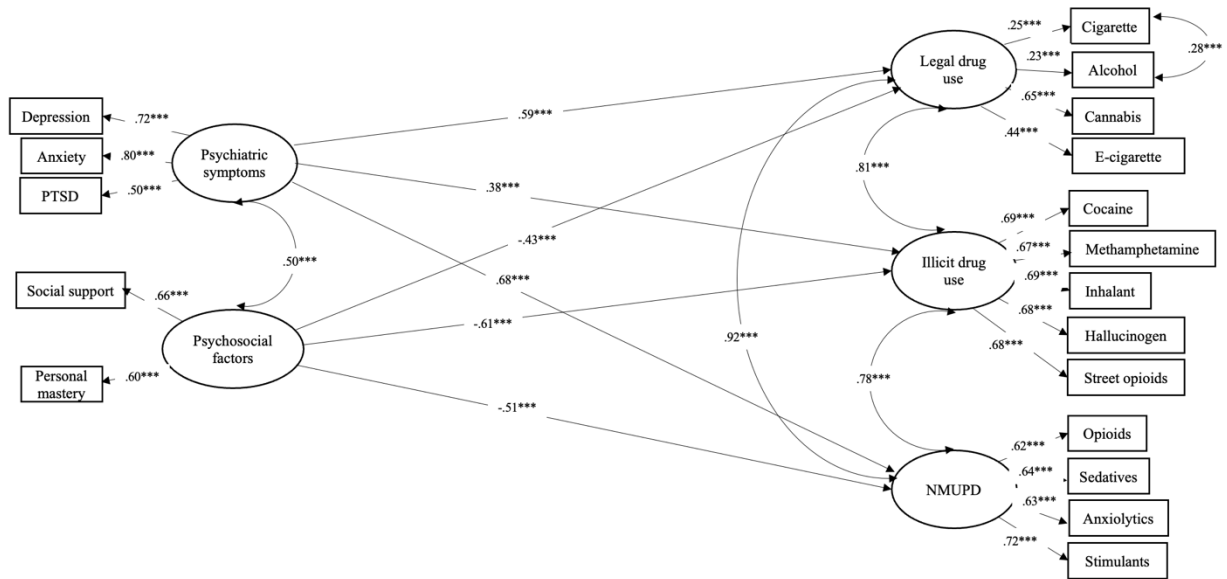 Depression
Anxiety
PTSD
.72***
.80***
.50***
Psychiatric
symptoms
.50***
Social support
Personal
mastery
.66***
.60***
Psychosocial
factors
.59***
.38***
-.43***
.68***
-.61***
-.51***
Legal drug
use
.81***
.92***
Illicit drug
use
.78***
NMUPD
.25***
.23***
.65***
.44***
Cigarette
Alcohol
Cannabis
E-cigarette
.28***
.69***
.67***
.69***
.68***
.68***
Cocaine
Methamphetamine
Inhalant
Hallucinogen
Street opioids
.62***
.64***
.63***
.72***
Opioids
Sedatives
Anxiolytics
Stimulants